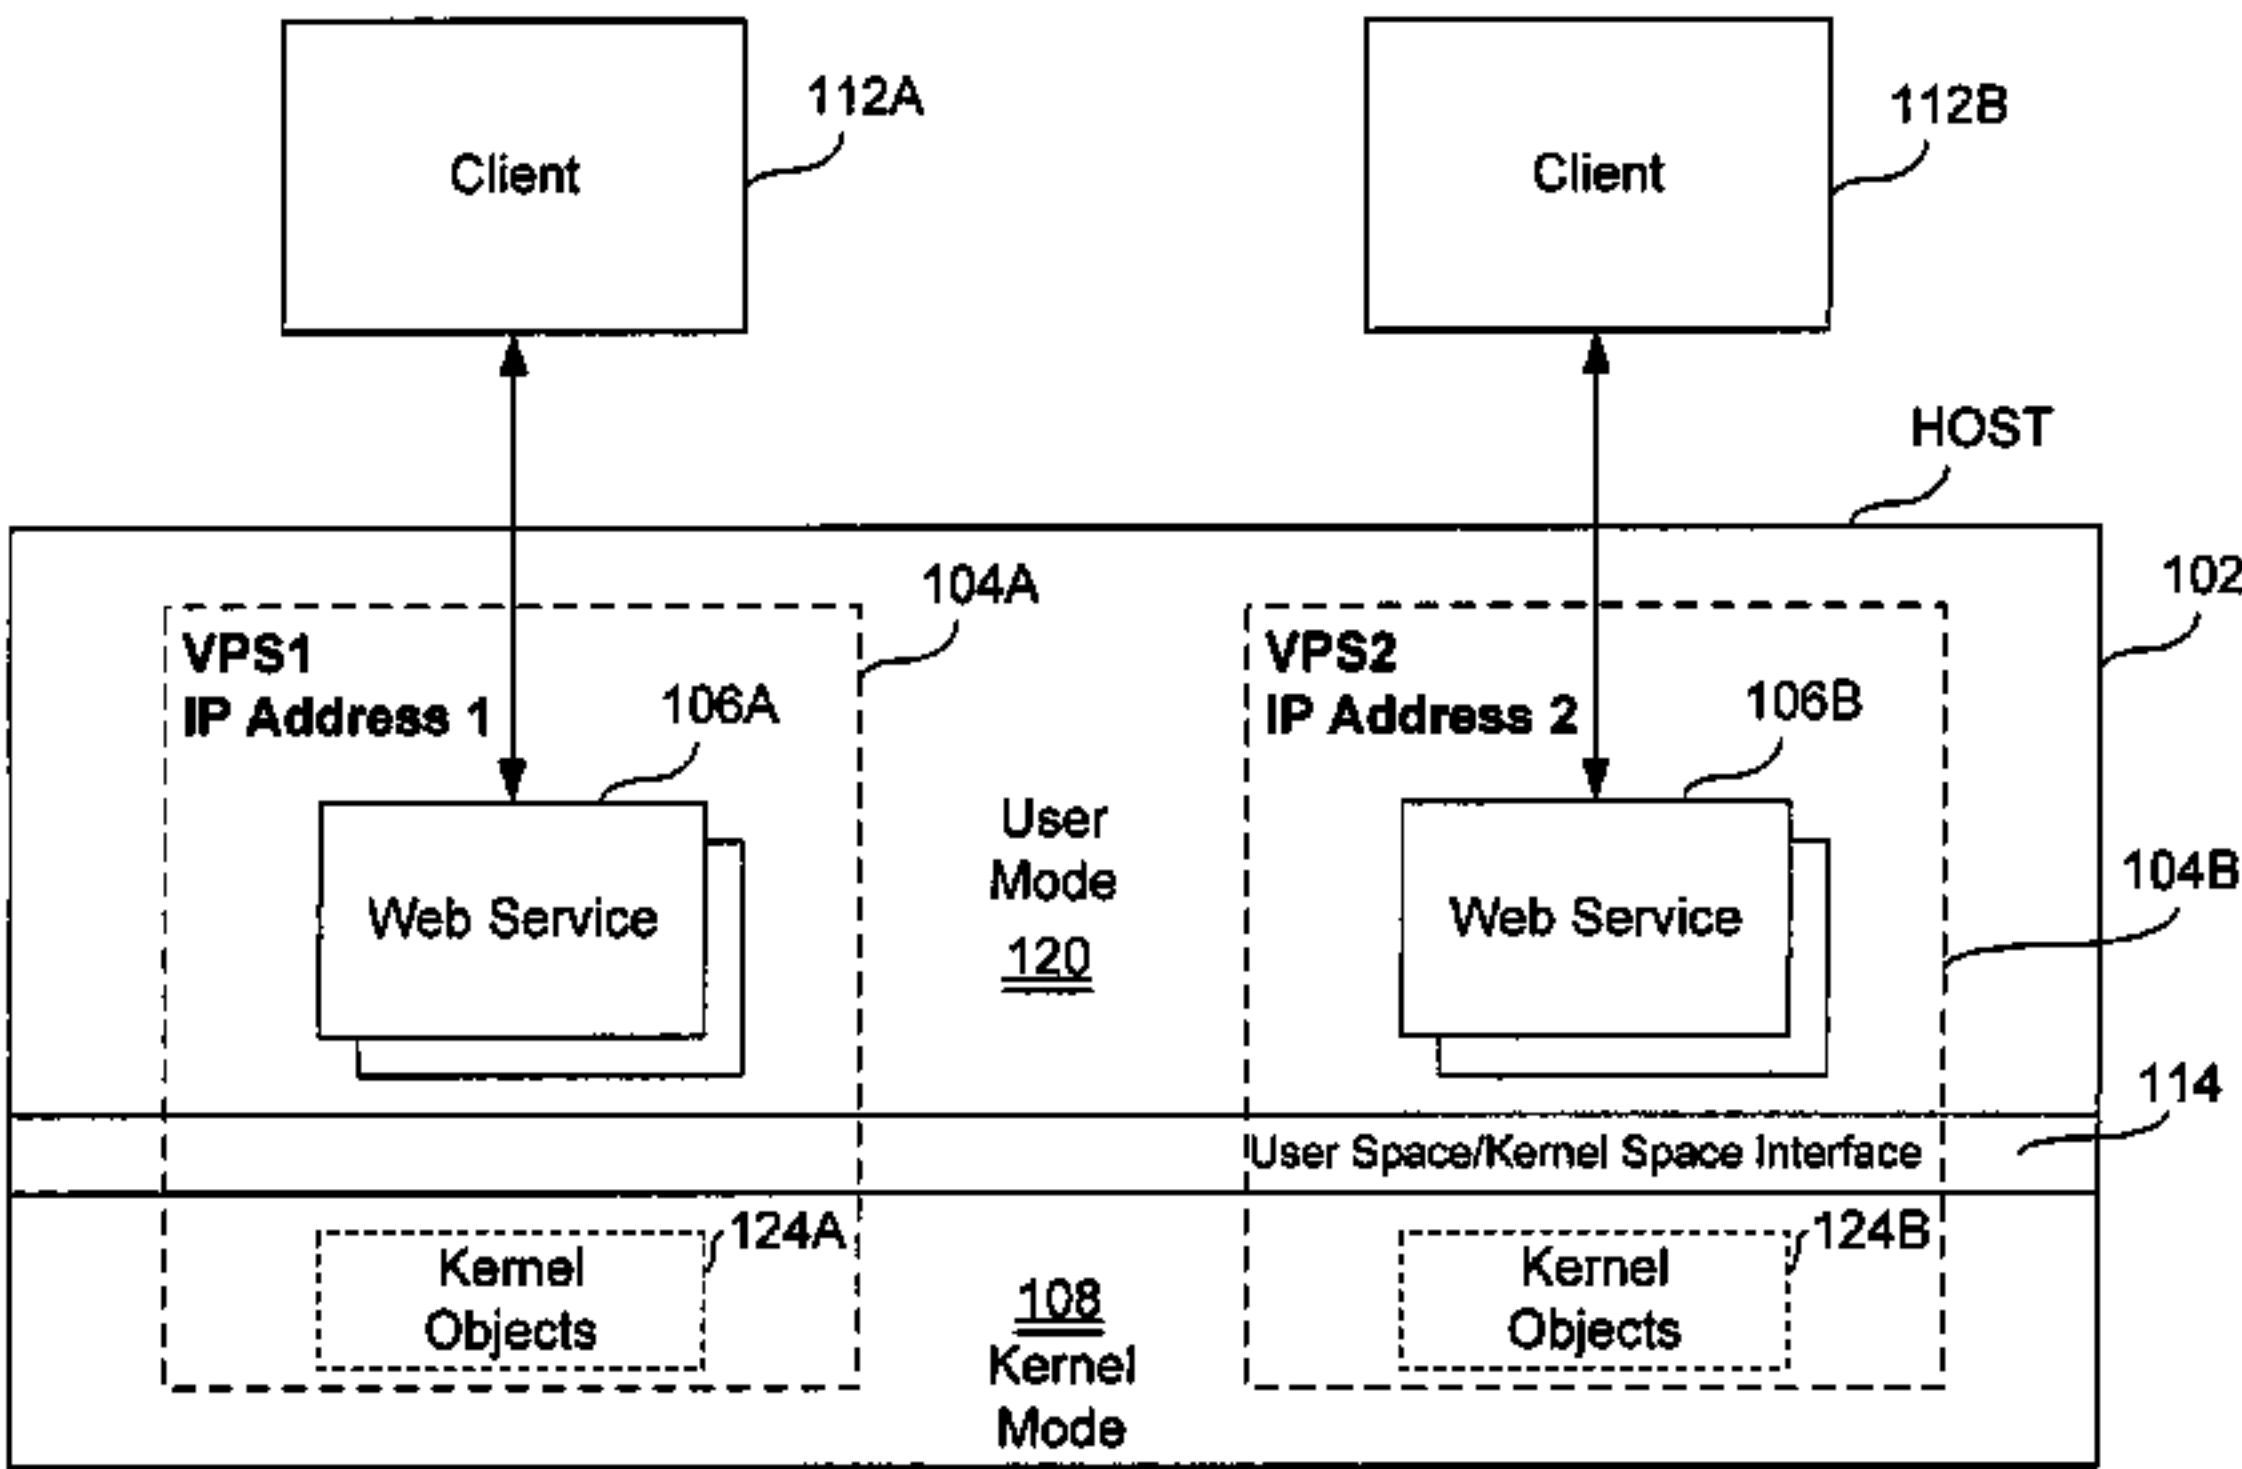 112A
Client
112B
Client
HOST
102
104A
VPS1
IP Address 1
106A
VPS2
IP Address 2
106B
User
Mode
120
Web Service
Web Service
104B
114
User Space/Kernel Space Interface
124A
Kernel
Objects
108
Kernel
Mode
124B
Kernel
Objects